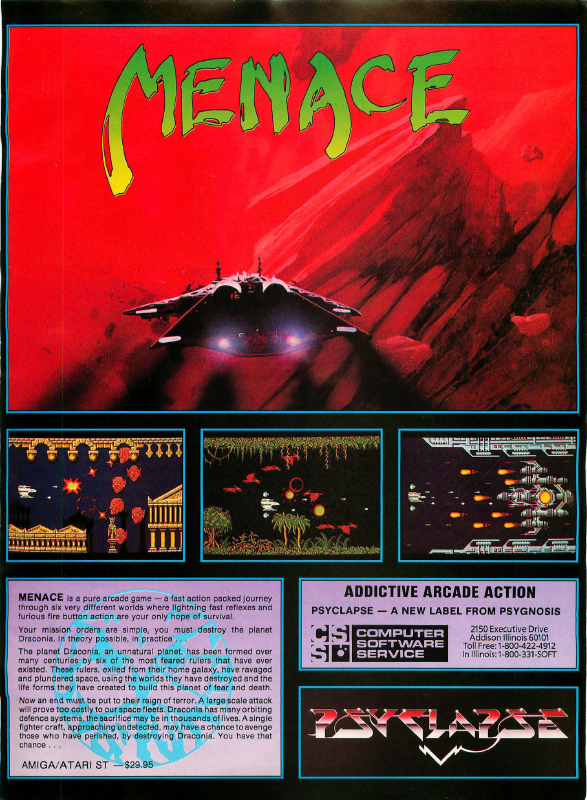 MENACE
MENACE is a pure arcade game — a fast action packed journey
through six very different worlds where lightning fast reflexes and
furious fire button action are your only hope of survival.
Your mission orders are simple, you must destroy the planet
Draconia. In theory possible, in practice . . .
The planet Draconia, an unnatural planet, has been formed over
many centuries by six of the most feared rulers that have ever
existed. These rulers, exiled from their home galaxy, have ravaged
and plundered space, using the worlds they have destroyed and the
life forms they have created to build this planet of evil and death.
Now an end must be put to their reign of terror. A large scale attack
will prove too costly to our space fleets. Draconia has many orbiting
defence systems, the sacrifice may be in thousands of lives. A single
fighter craft, approaching undetected, may have a chance to avenge
those who have perished, by destroying Draconia. You have that
chance . . .
AMIGA/ATARI ST — $29.95
ADDICTIVE ARCADE ACTION
PSYCLAPSE — A NEW LABEL FROM PSYGNOSIS
CSS
COMPUTER
SOFTWARE
SERVICE
2150 Executive Drive
Addison Illinois 60101
Toll Free: 1-800-422-4912
In Illinois: 1-800-331-SOFT
PSYCLAPSE